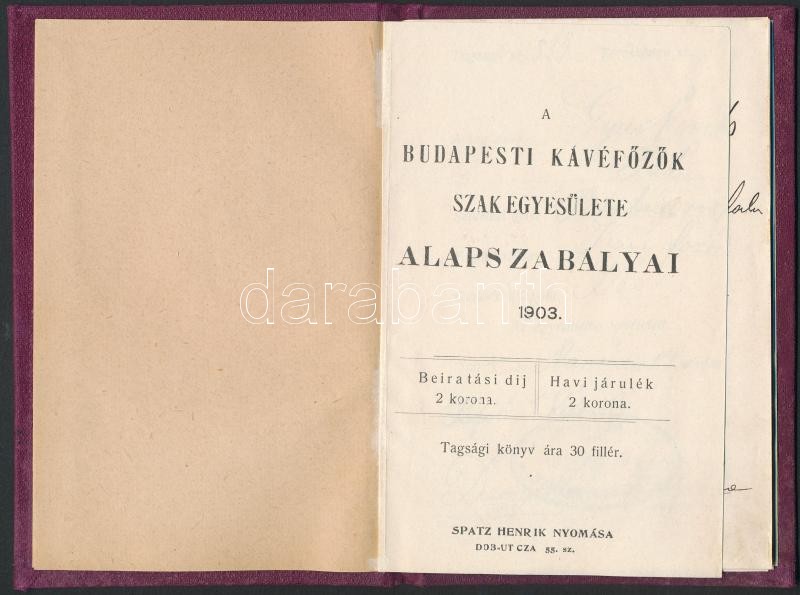 A
BUDAPESTI KÁVÉFŐZŐK
SZAKEGYESÜLETE
ALAPSZABÁLYAI
darabanth
1903.
Beiratási dij
2 korona.
Havi járulék
2 korona.
Tagsági könyv ára 30 fillér.
SPATZ HENRIK NYOMÁSA
DOB-UTCZA 55. sz.